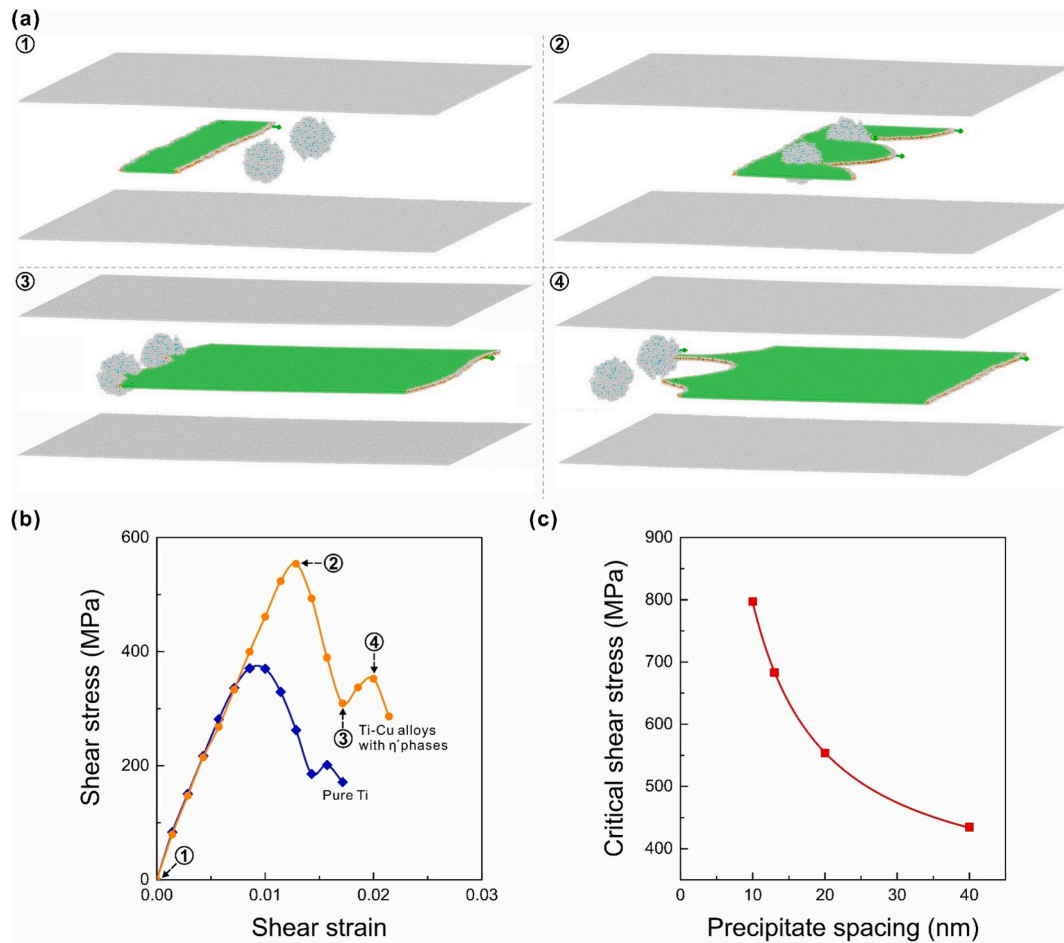 (a)
①
②
③
④
(b)
Shear stress (MPa)
600
400
200
0
0.00
0.01
0.02
0.03
Shear strain
①
②
③
④
Ti-Cu alloys
with η′phases
Pure Ti
(c)
Critical shear stress (MPa)
900
800
700
600
500
400
0
10
20
30
40
Precipitate spacing (nm)